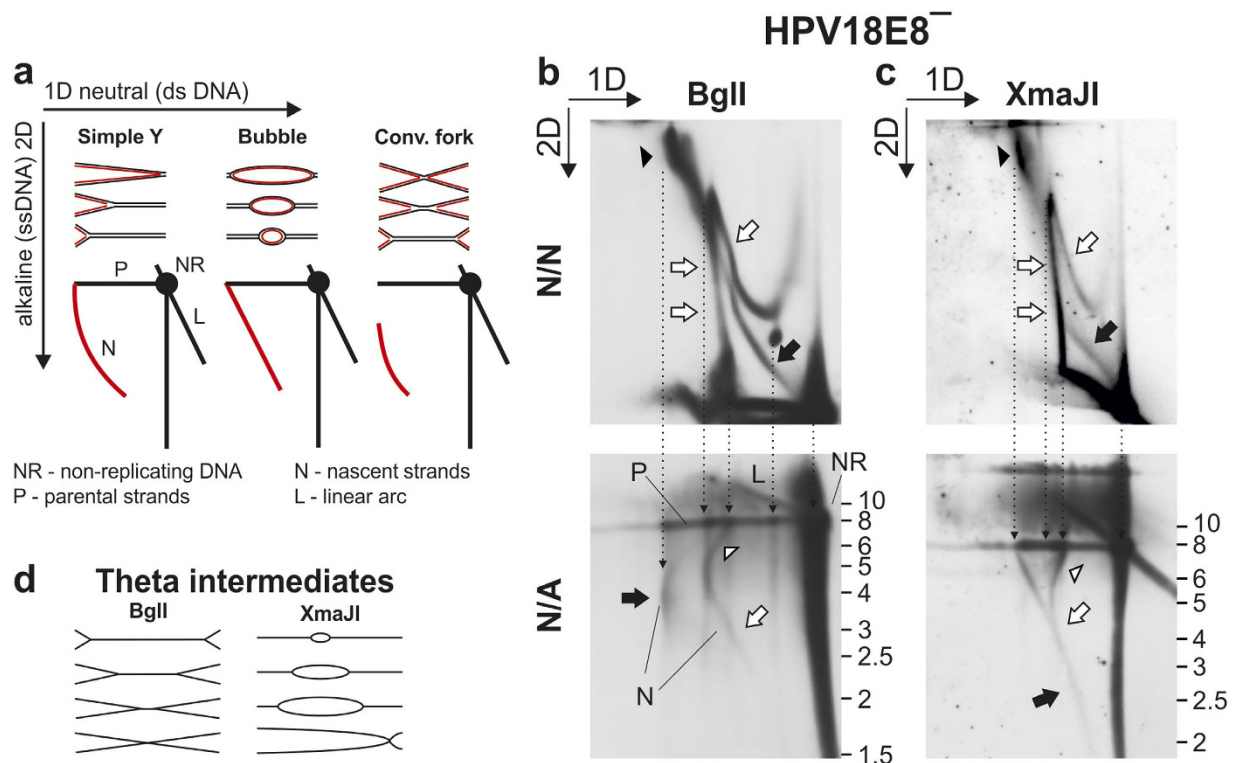 HPV18E8⁻
a
1D neutral (ds DNA)
alkaline (ssDNA) 2D
Simple Y
Bubble
Conv. fork
P
NR
L
N
NR - non-replicating DNA
P - parental strands
N - nascent strands
L - linear arc
b
1D
2D
BglI
N/N
c
1D
2D
XmaJI
N/A
P
L
NR
N
10
8
6
5
4
3
2.5
2
1.5
10
8
6
5
4
3
2.5
2
d
Theta intermediates
BglI
XmaJI